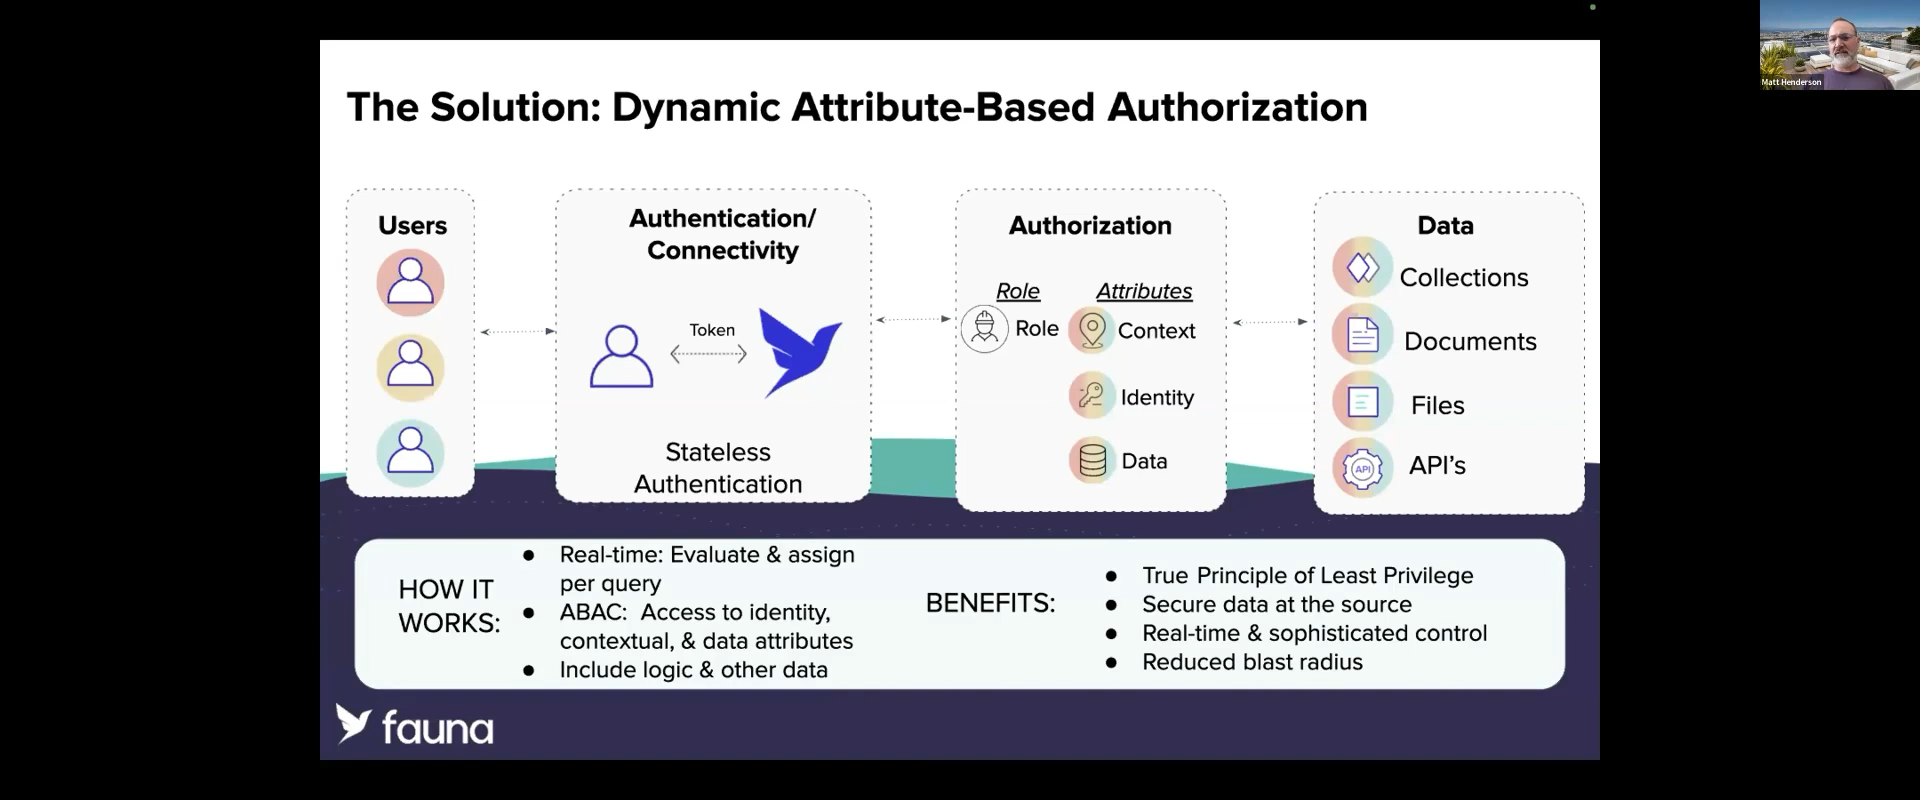 The Solution: Dynamic Attribute-Based Authorization
Users
Authentication/
Connectivity
Token
Stateless
Authentication
Authorization
Role
Role
Attributes
Context
Identity
Data
Data
Collections
Documents
Files
API
API's
HOW IT
WORKS:
● Real-time: Evaluate & assign
per query
● ABAC: Access to identity,
contextual, & data attributes
● Include logic & other data
BENEFITS:
● True Principle of Least Privilege
● Secure data at the source
● Real-time & sophisticated control
● Reduced blast radius
fauna
Matt Henderson